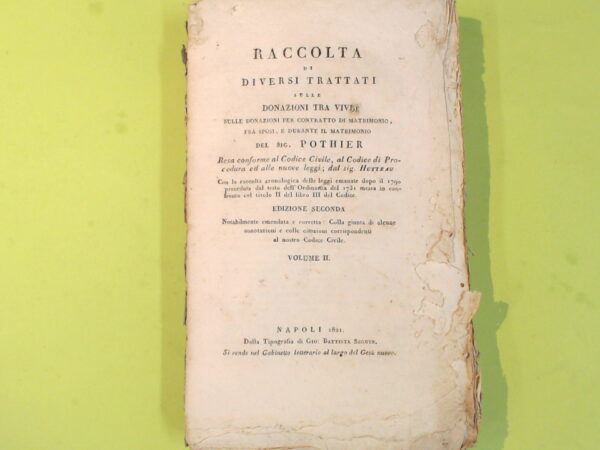 RACCOLTA
DI
DIVERSI TRATTATI
SULLE
DONAZIONI TRA VIVI;
SULLE DONAZIONI PER CONTRATTO DI MATRIMONIO,
FRA SPOSI, E DURANTE IL MATRIMONIO
DEL SIG. POTHIER
Resa conforme al Codice Civile, al Codice di Pro-
cedura ed alle nuove leggi; dal sig. HUTTEAU
Con la raccolta cronologica delle leggi emanate dopo il 1790
preceduta dal testo dell'Ordinanza del 1731 messa in con-
fronto col titolo II del libro III del Codice.
EDIZIONE SECONDA
Notabilmente emendata e corretta: Colla giunta di alcune
annotazioni e colle citazioni corrispondenti
al nostro Codice Civile.
VOLUME II.
NAPOLI 1821.
Dalla Tipografia di GIO: BATTISTA SEGUIN.
Si vende nel Gabinetto letterario al largo del Gesù nuovo.